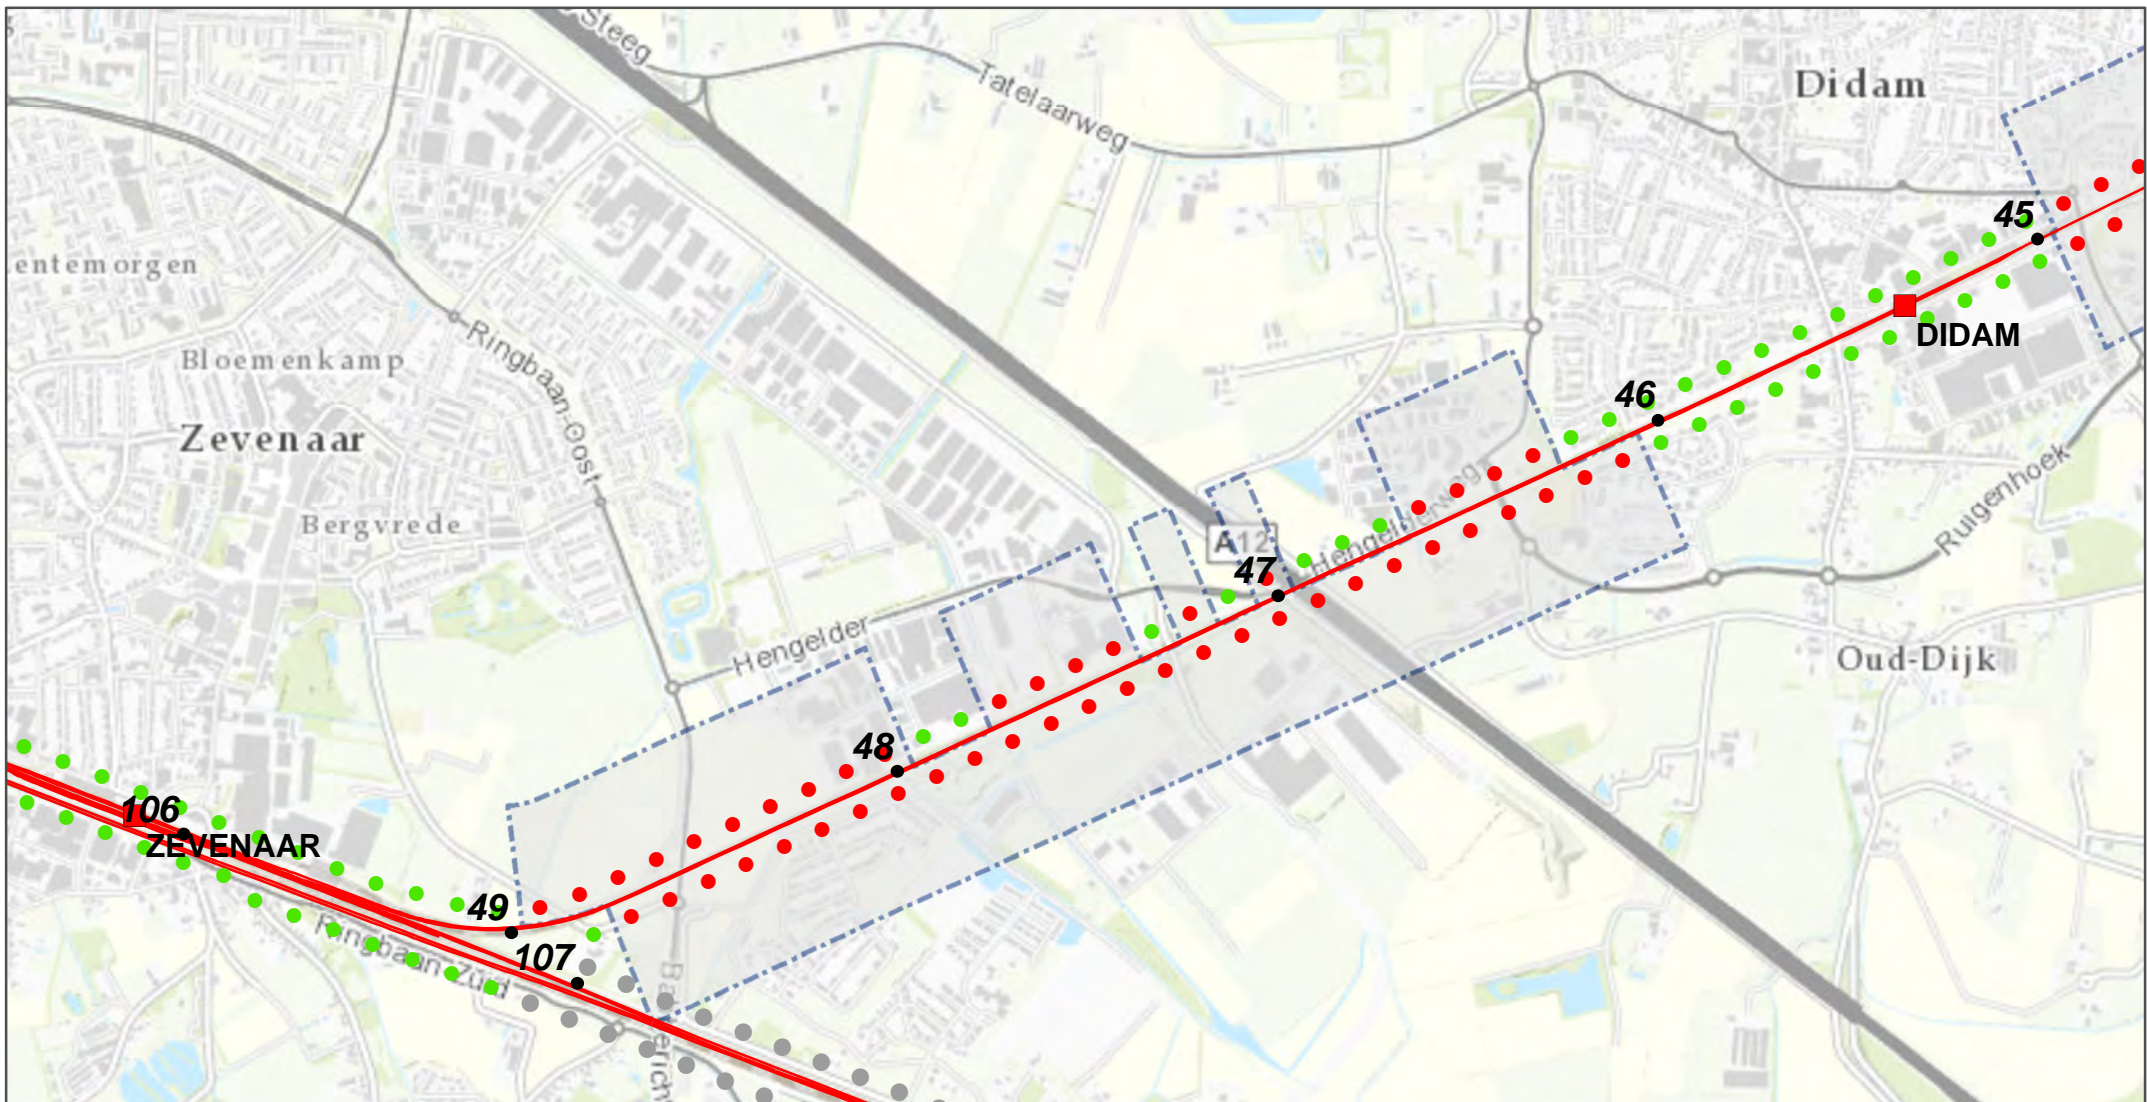 Steeg
Tatelaarweg
Didam
45
entemorgen
Ringbaan-Oost
DIDAM
Bloemenkamp
46
Zevenaar
Ruigenhoek
Bergvrede
A12
Hengelderweg
47
Hengelder
Oud-Dijk
48
106
ZEVENAAR
49
107
Ringbaan-Zuid